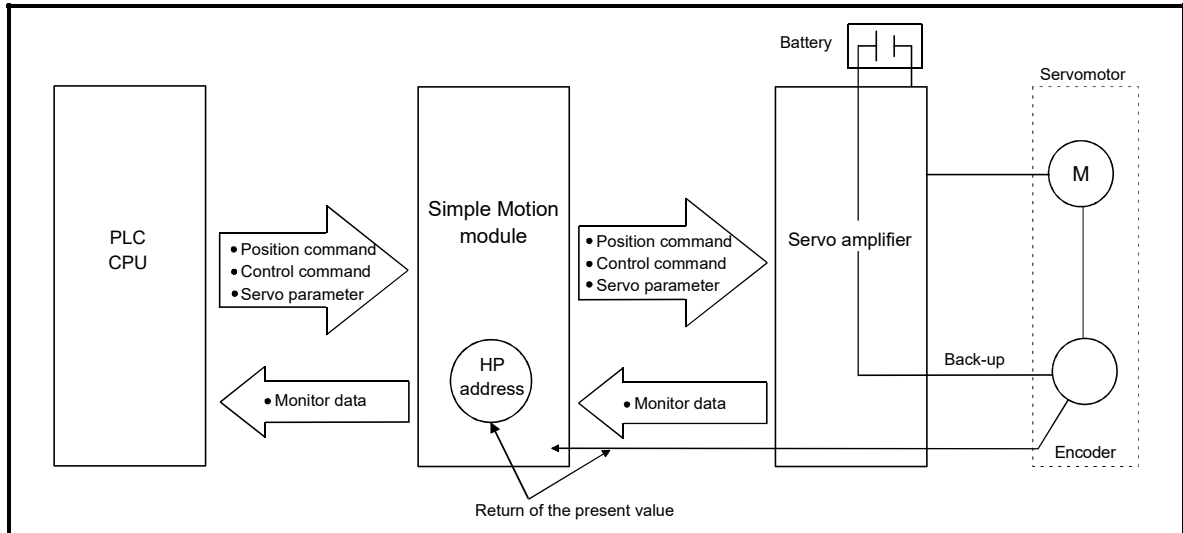 Battery
Servomotor
M
PLC
CPU
• Position command
• Control command
• Servo parameter
Simple Motion
module
• Position command
• Control command
• Servo parameter
Servo amplifier
HP
address
• Monitor data
• Monitor data
Back-up
Encoder
Return of the present value